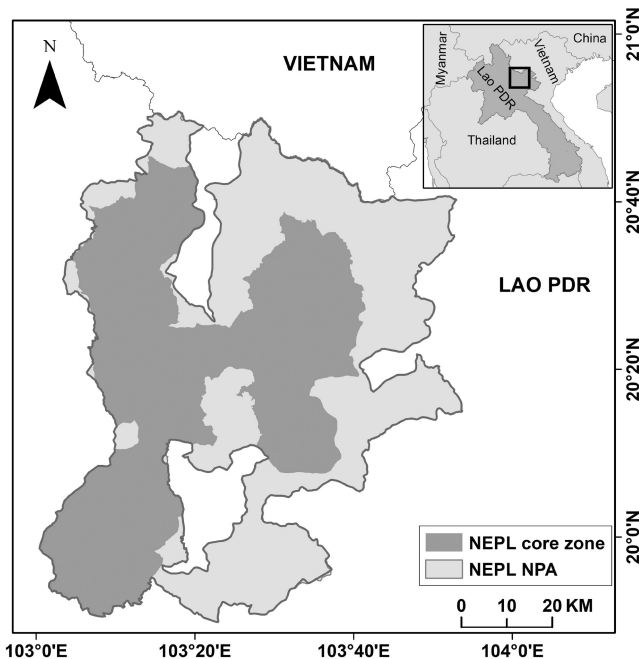 N
VIETNAM
China
Myanmar
Vietnam
Lao PDR
Thailand
LAO PDR
21°0'N
20°40'N
20°20'N
20°0'N
NEPL core zone
NEPL NPA
0 10 20 KM
103°0'E 103°20'E 103°40'E 104°0'E